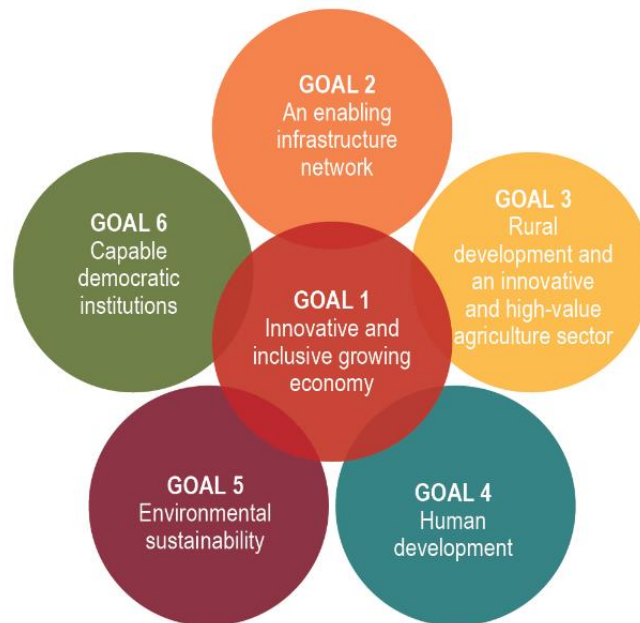 GOAL 2
An enabling
infrastructure
network
GOAL 3
Rural
development and
an innovative
and high-value
agriculture sector
GOAL 6
Capable
democratic
institutions
GOAL 1
Innovative and
inclusive growing
economy
GOAL 5
Environmental
sustainability
GOAL 4
Human
development